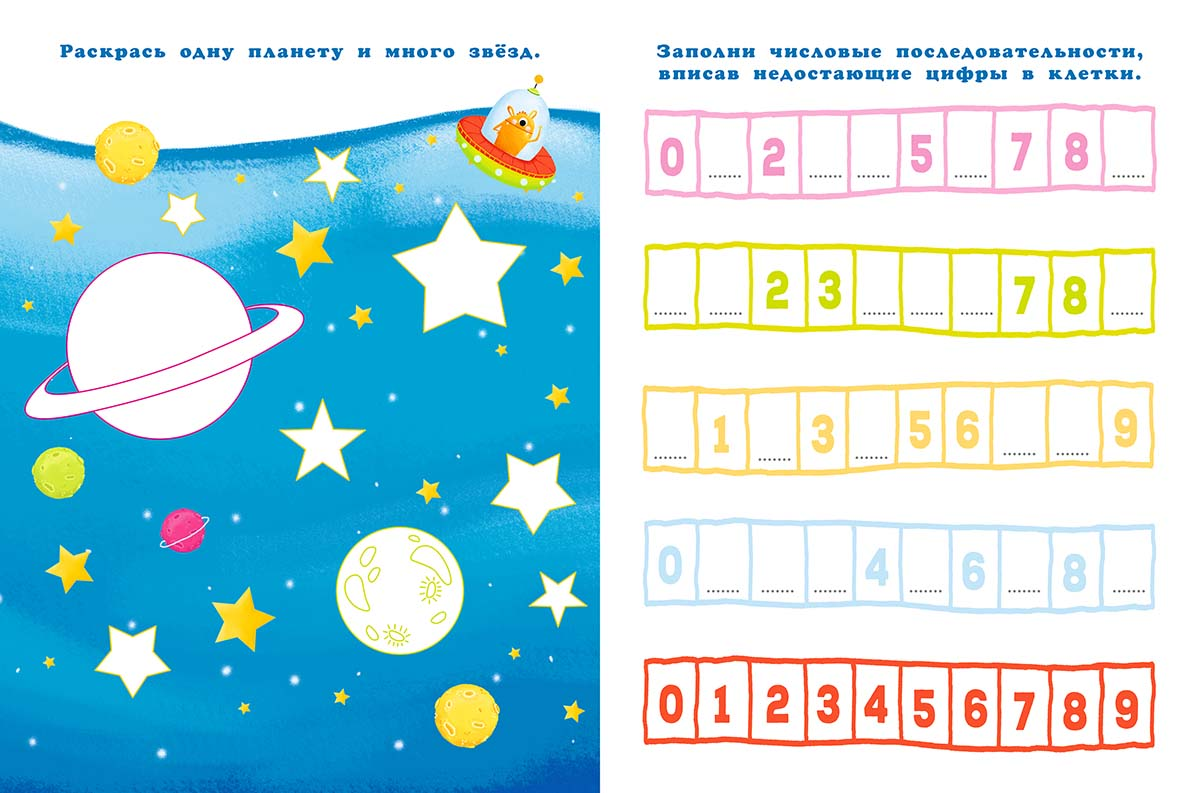 Раскрась одну планету и много звёзд.
Заполни числовые последовательности,
вписав недостающие цифры в клетки.
0 ....... 2 ....... ....... 5 ....... 7 8 .......
....... ....... 2 3 ....... ....... ....... 7 8 .......
....... 1 ....... 3 ....... 5 6 ....... ....... 9
0 ....... ....... ....... 4 ....... 6 ....... 8 .......
0 1 2 3 4 5 6 7 8 9